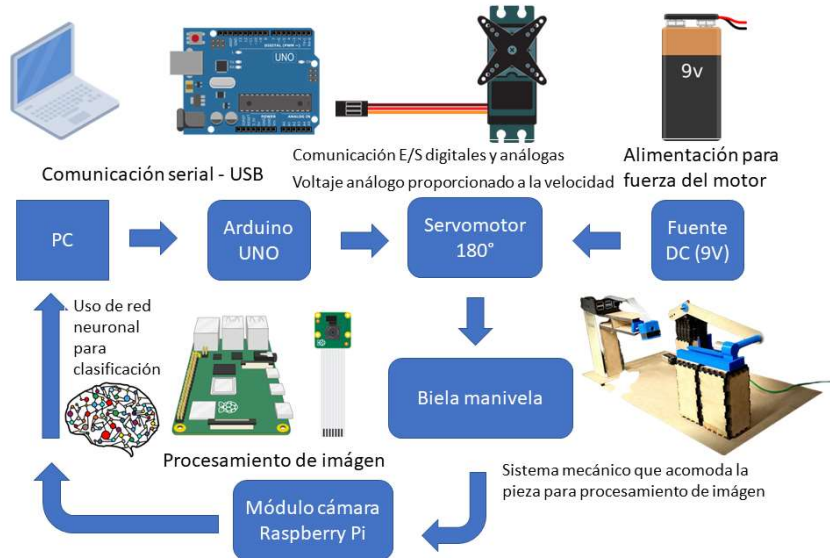 UNO
9v
Comunicación serial - USB
Comunicación E/S digitales y análogas
Voltaje análogo proporcionado a la velocidad
Alimentación para
fuerza del motor
PC
Arduino
UNO
Servomotor
180°
Fuente
DC (9V)
. Uso de red
neuronal
para
clasificación
Biela manivela
Procesamiento de imágen
Sistema mecánico que acomoda la
pieza para procesamiento de imágen
Módulo cámara
Raspberry Pi